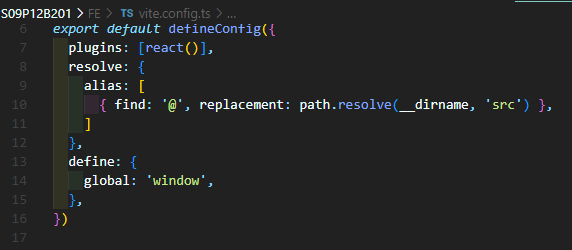 S09P12B201 > FE > TS vite.config.ts > ...
6 export default defineConfig({
7   plugins: [react()],
8   resolve: {
9     alias: [
10       { find: '@', replacement: path.resolve(__dirname, 'src') },
11     ]
12   },
13   define: {
14     global: 'window',
15   },
16 })
17